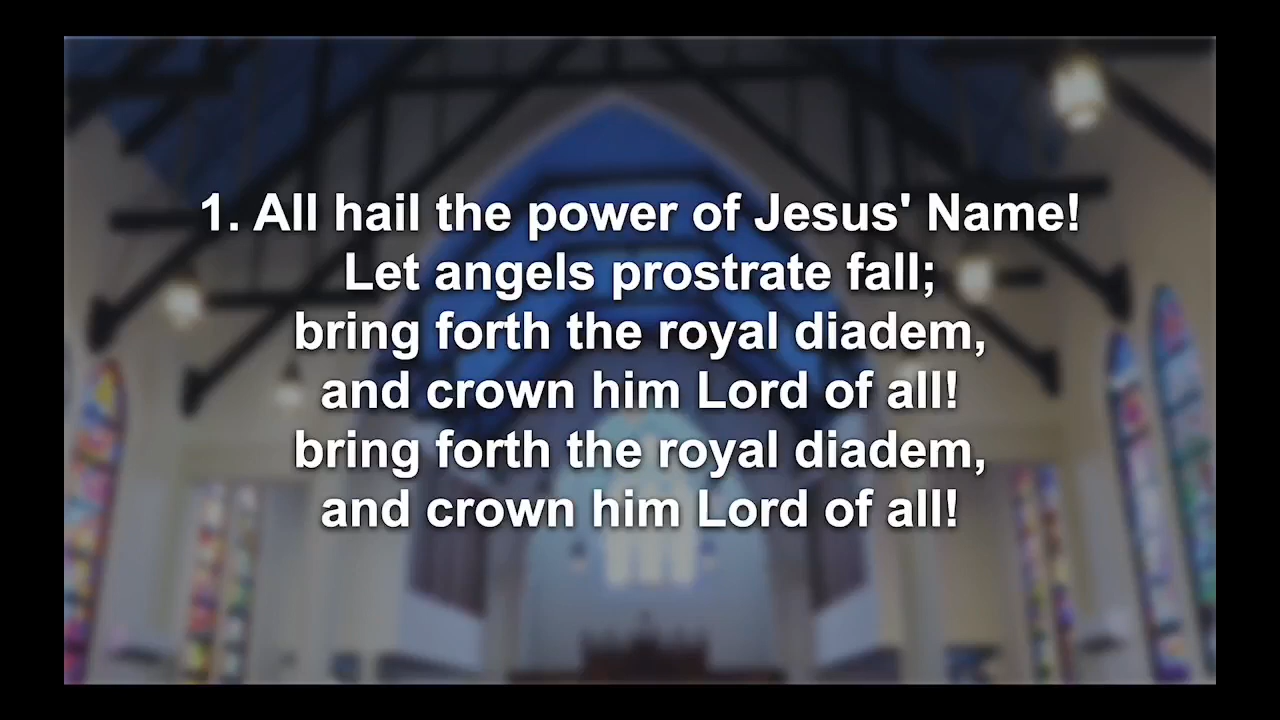 1. All hail the power of Jesus' Name!
Let angels prostrate fall;
bring forth the royal diadem,
and crown him Lord of all!
bring forth the royal diadem,
and crown him Lord of all!